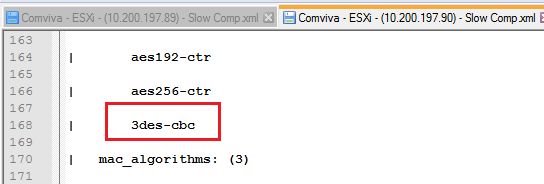 Comviva - ESXi - (10.200.197.89) - Slow Comp.xml Comviva - ESXi - (10.200.197.90) - Slow Comp.xml
163
164 | aes192-ctr
165
166 | aes256-ctr
167
168 | 3des-cbc
169
170 | mac_algorithms: (3)
171